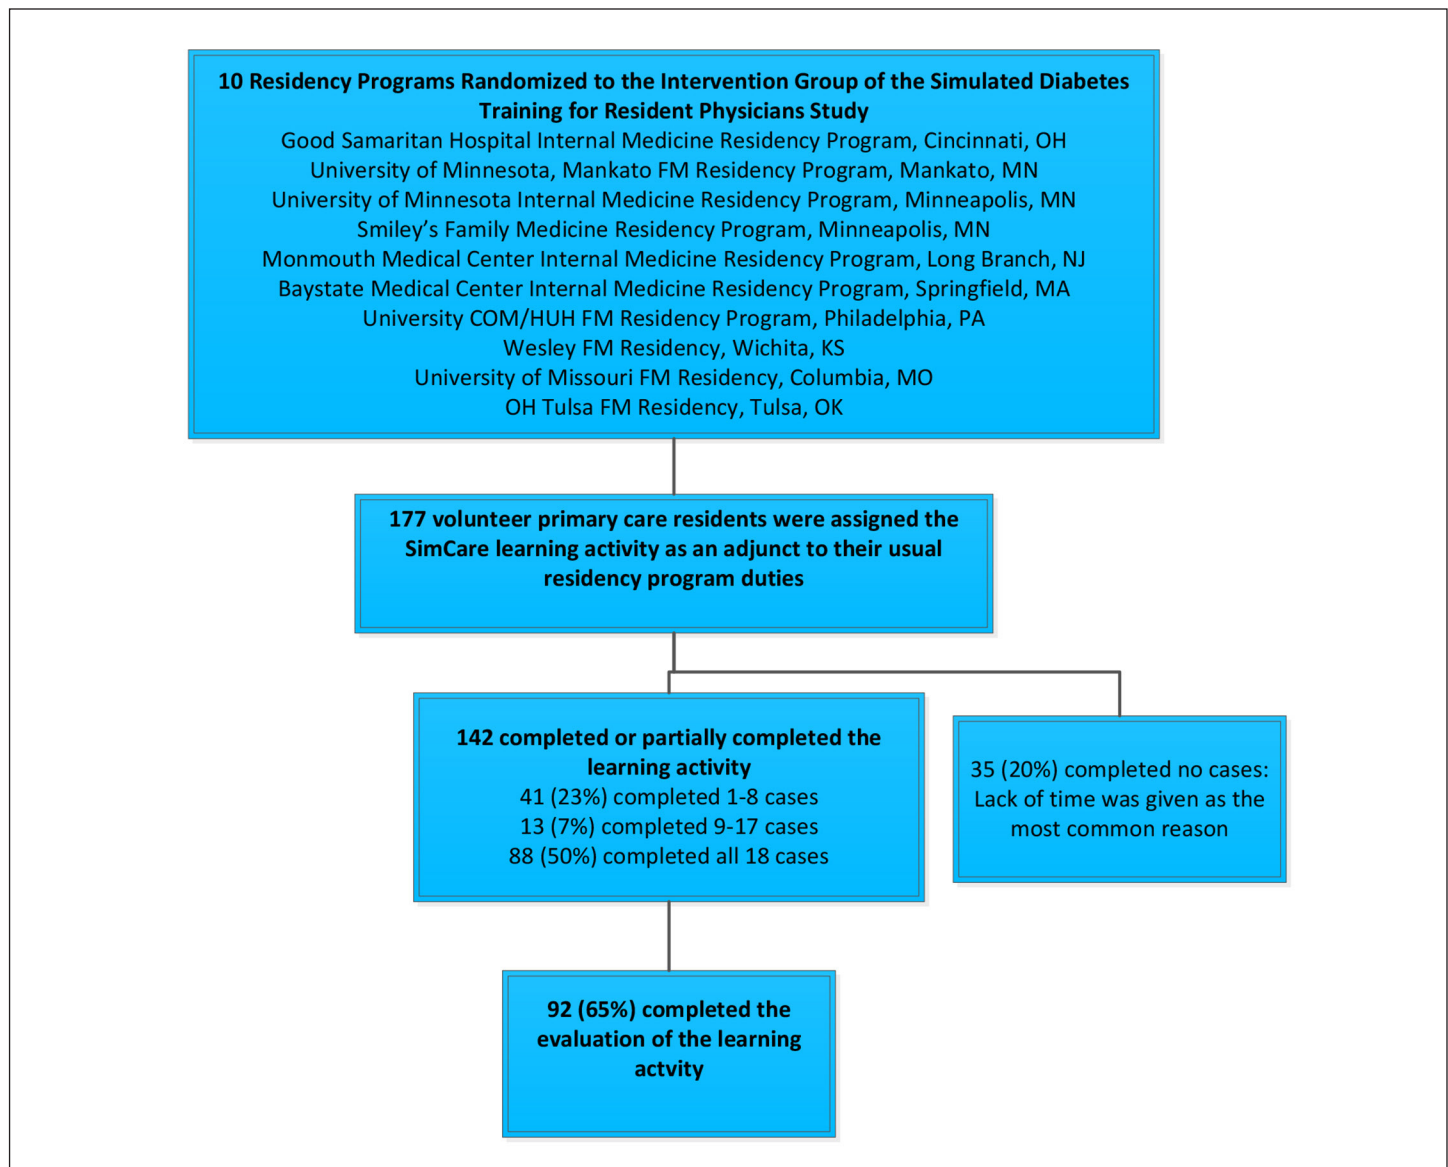 10 Residency Programs Randomized to the Intervention Group of the Simulated Diabetes
Training for Resident Physicians Study
Good Samaritan Hospital Internal Medicine Residency Program, Cincinnati, OH
University of Minnesota, Mankato FM Residency Program, Mankato, MN
University of Minnesota Internal Medicine Residency Program, Minneapolis, MN
Smiley’s Family Medicine Residency Program, Minneapolis, MN
Monmouth Medical Center Internal Medicine Residency Program, Long Branch, NJ
Baystate Medical Center Internal Medicine Residency Program, Springfield, MA
University COM/HUH FM Residency Program, Philadelphia, PA
Wesley FM Residency, Wichita, KS
University of Missouri FM Residency, Columbia, MO
OH Tulsa FM Residency, Tulsa, OK
177 volunteer primary care residents were assigned the
SimCare learning activity as an adjunct to their usual
residency program duties
142 completed or partially completed the
learning activity
41 (23%) completed 1-8 cases
13 (7%) completed 9-17 cases
88 (50%) completed all 18 cases
35 (20%) completed no cases:
Lack of time was given as the
most common reason
92 (65%) completed the
evaluation of the learning
actvity